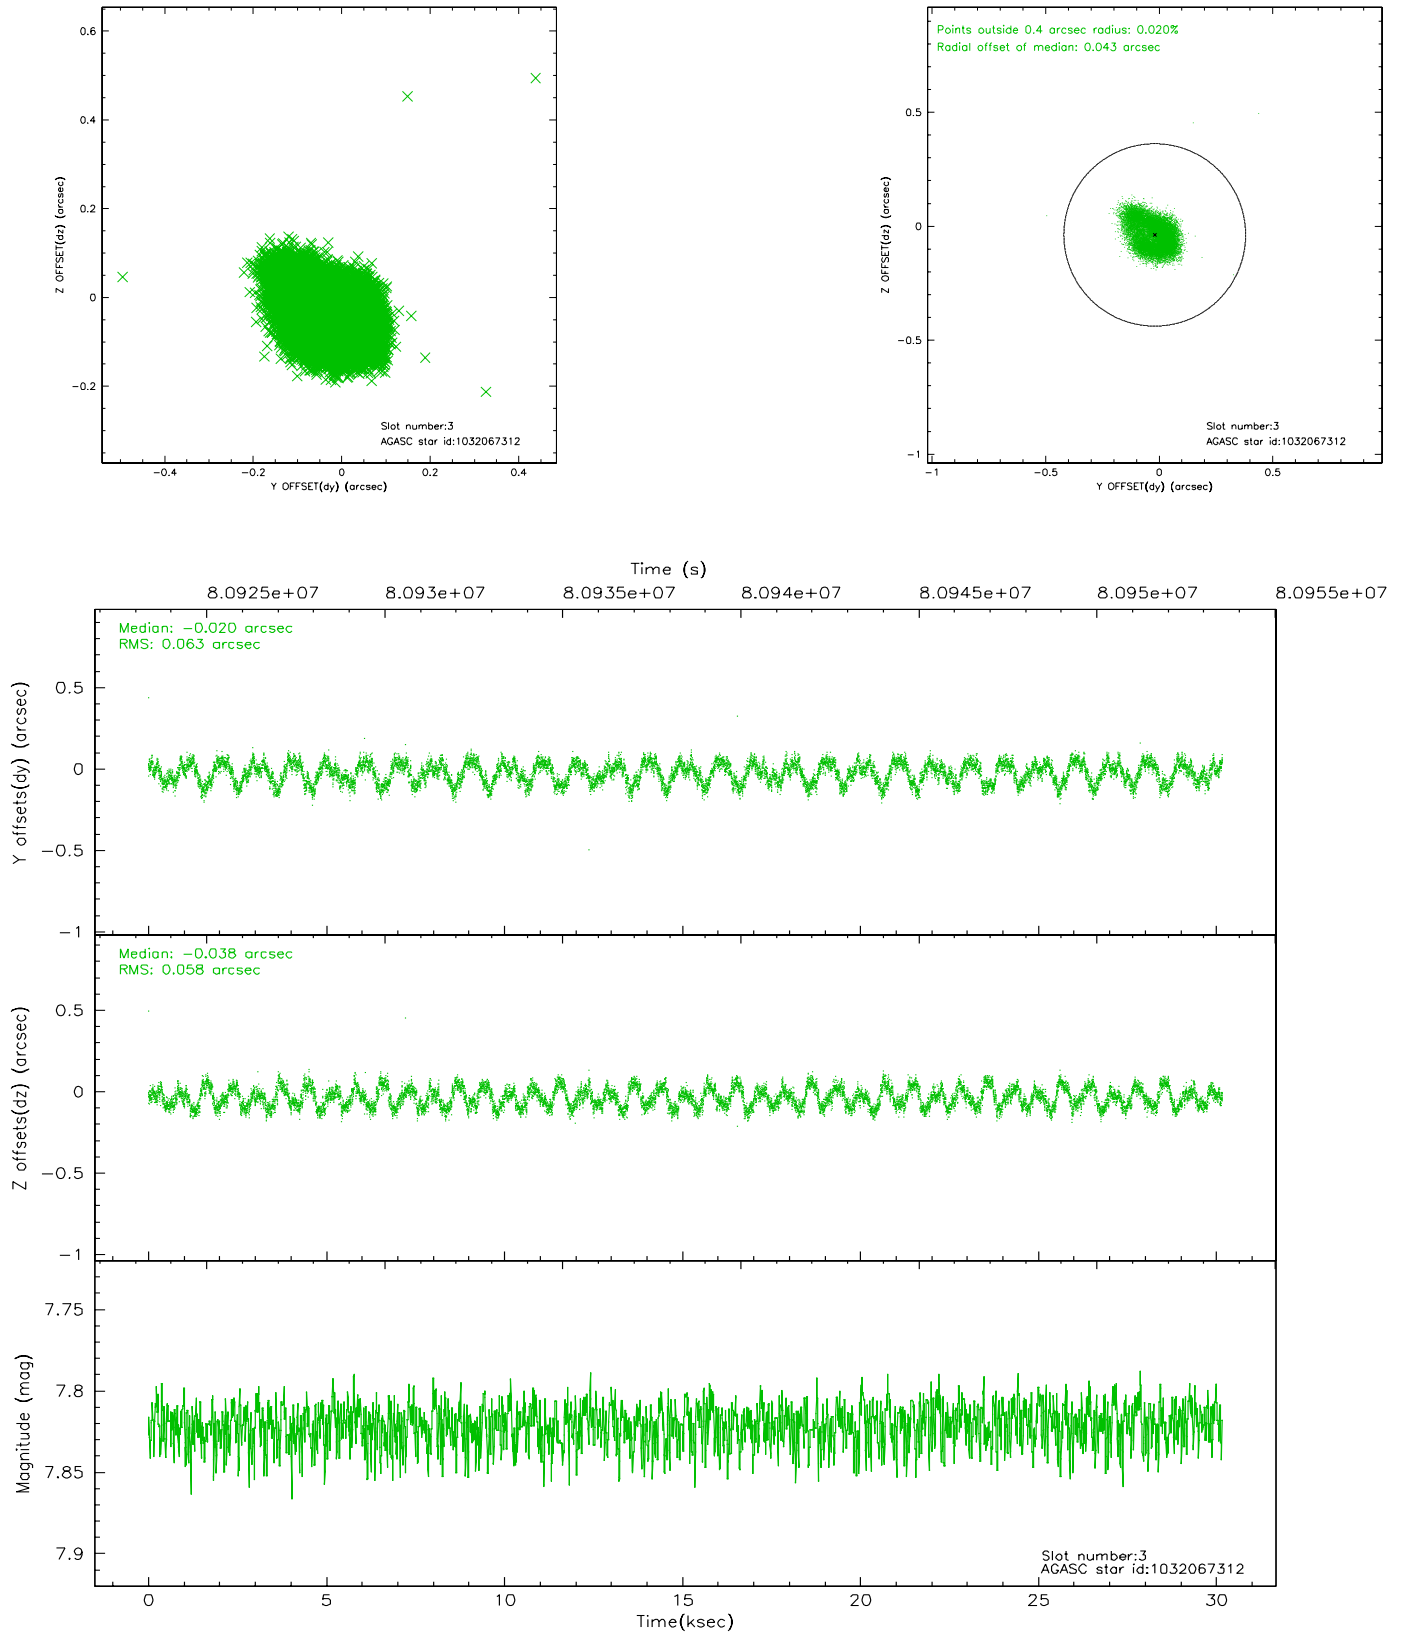 0.6
0.4
0.2
0
−0.2
Z OFFSET(dz) (arcsec)
Slot number:3
AGASC star id:1032067312
−0.4 −0.2 0 0.2 0.4
Y OFFSET(dy) (arcsec)
Points outside 0.4 arcsec radius: 0.020%
Radial offset of median: 0.043 arcsec
0.5
0
−0.5
−1
Z OFFSET(dz) (arcsec)
Slot number:3
AGASC star id:1032067312
−1 −0.5 0 0.5
Y OFFSET(dy) (arcsec)
Time (s)
8.0925e+07 8.093e+07 8.0935e+07 8.094e+07 8.0945e+07 8.095e+07 8.0955e+07
Median: −0.020 arcsec
RMS: 0.063 arcsec
0.5
0
−0.5
−1
Y offsets(dy) (arcsec)
Median: −0.038 arcsec
RMS: 0.058 arcsec
0.5
0
−0.5
−1
Z offsets(dz) (arcsec)
7.75
7.8
7.85
7.9
Magnitude (mag)
Slot number:3
AGASC star id:1032067312
0 5 10 15 20 25 30
Time(ksec)